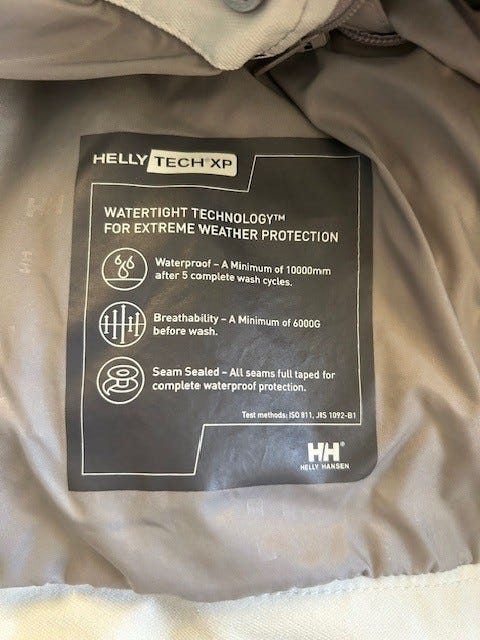 HELLY TECH® XP
WATERTIGHT TECHNOLOGY™
FOR EXTREME WEATHER PROTECTION
Waterproof – A Minimum of 10000mm
after 5 complete wash cycles.
Breathability – A Minimum of 6000G
before wash.
Seam Sealed – All seams full taped for
complete waterproof protection.
Test methods: ISO 811, JIS 1092-B1
HH®
HELLY HANSEN